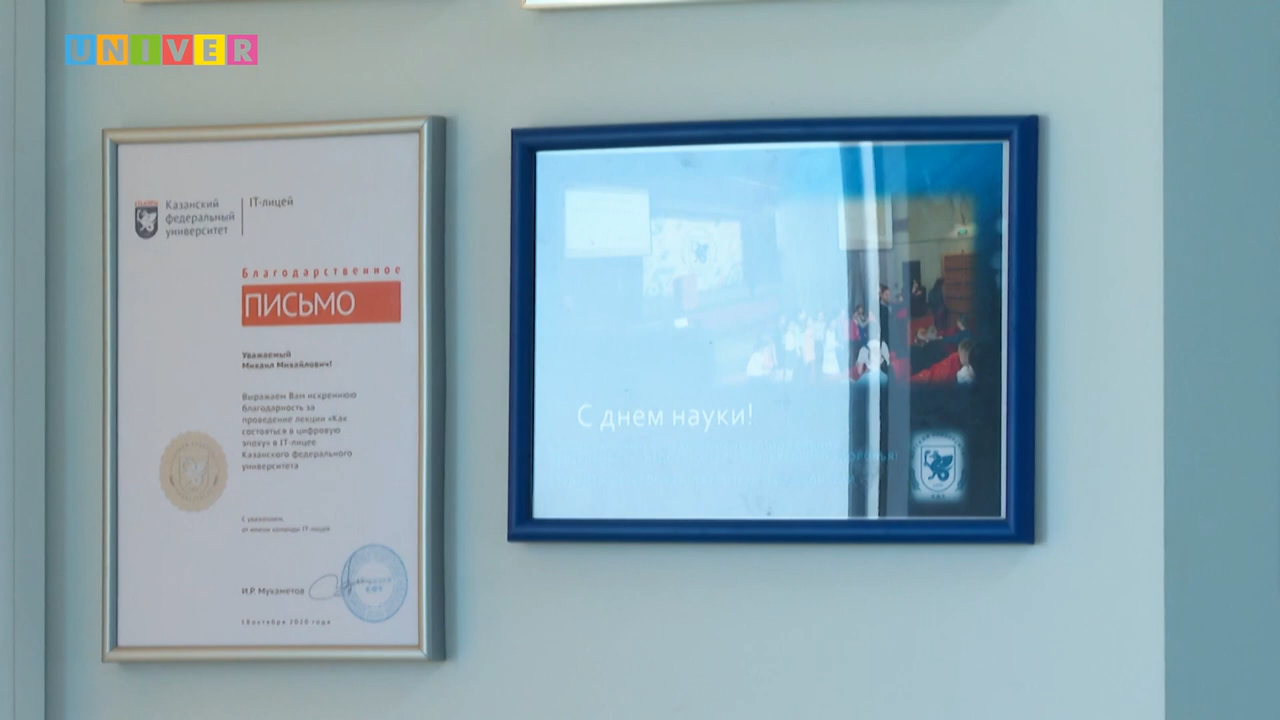 UNIVER
Казанский
федеральный
университет
IT-лицей
Благодарственное
ПИСЬМО
Уважаемый
Михаил Михайлович!
Выражаем Вам искреннюю
благодарность за
проведение лекции «Как
состояться в цифровую
эпоху» в IT-лицее
Казанского федерального
университета
С уважением,
от имени команды IT-лицея
И.Р. Мухаметов
С днем науки!